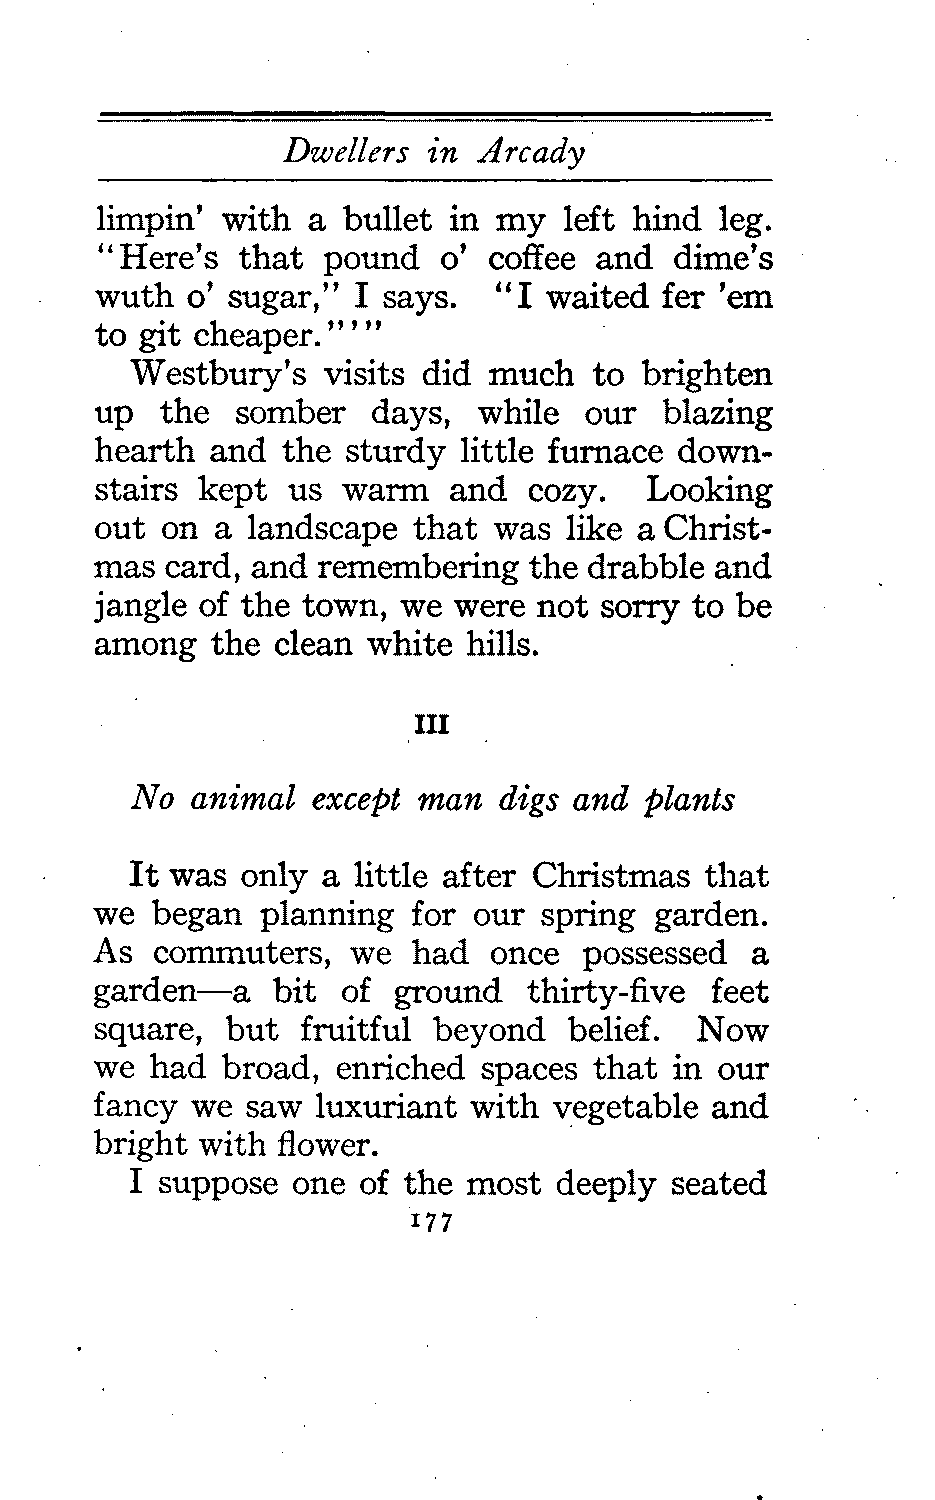 Dwellers in Arcady
limpin' with a bullet in my left hind leg.
"Here's that pound o' coffee and dime's
wuth o' sugar," I says. "I waited fer 'em
to git cheaper."'"
Westbury's visits did much to brighten
up the somber days, while our blazing
hearth and the sturdy little furnace down-
stairs kept us warm and cozy. Looking
out on a landscape that was like a Christ-
mas card, and remembering the drabble and
jangle of the town, we were not sorry to be
among the clean white hills.
III
No animal except man digs and plants
It was only a little after Christmas that
we began planning for our spring garden.
As commuters, we had once possessed a
garden—a bit of ground thirty-five feet
square, but fruitful beyond belief. Now
we had broad, enriched spaces that in our
fancy we saw luxuriant with vegetable and
bright with flower.
I suppose one of the most deeply seated
177